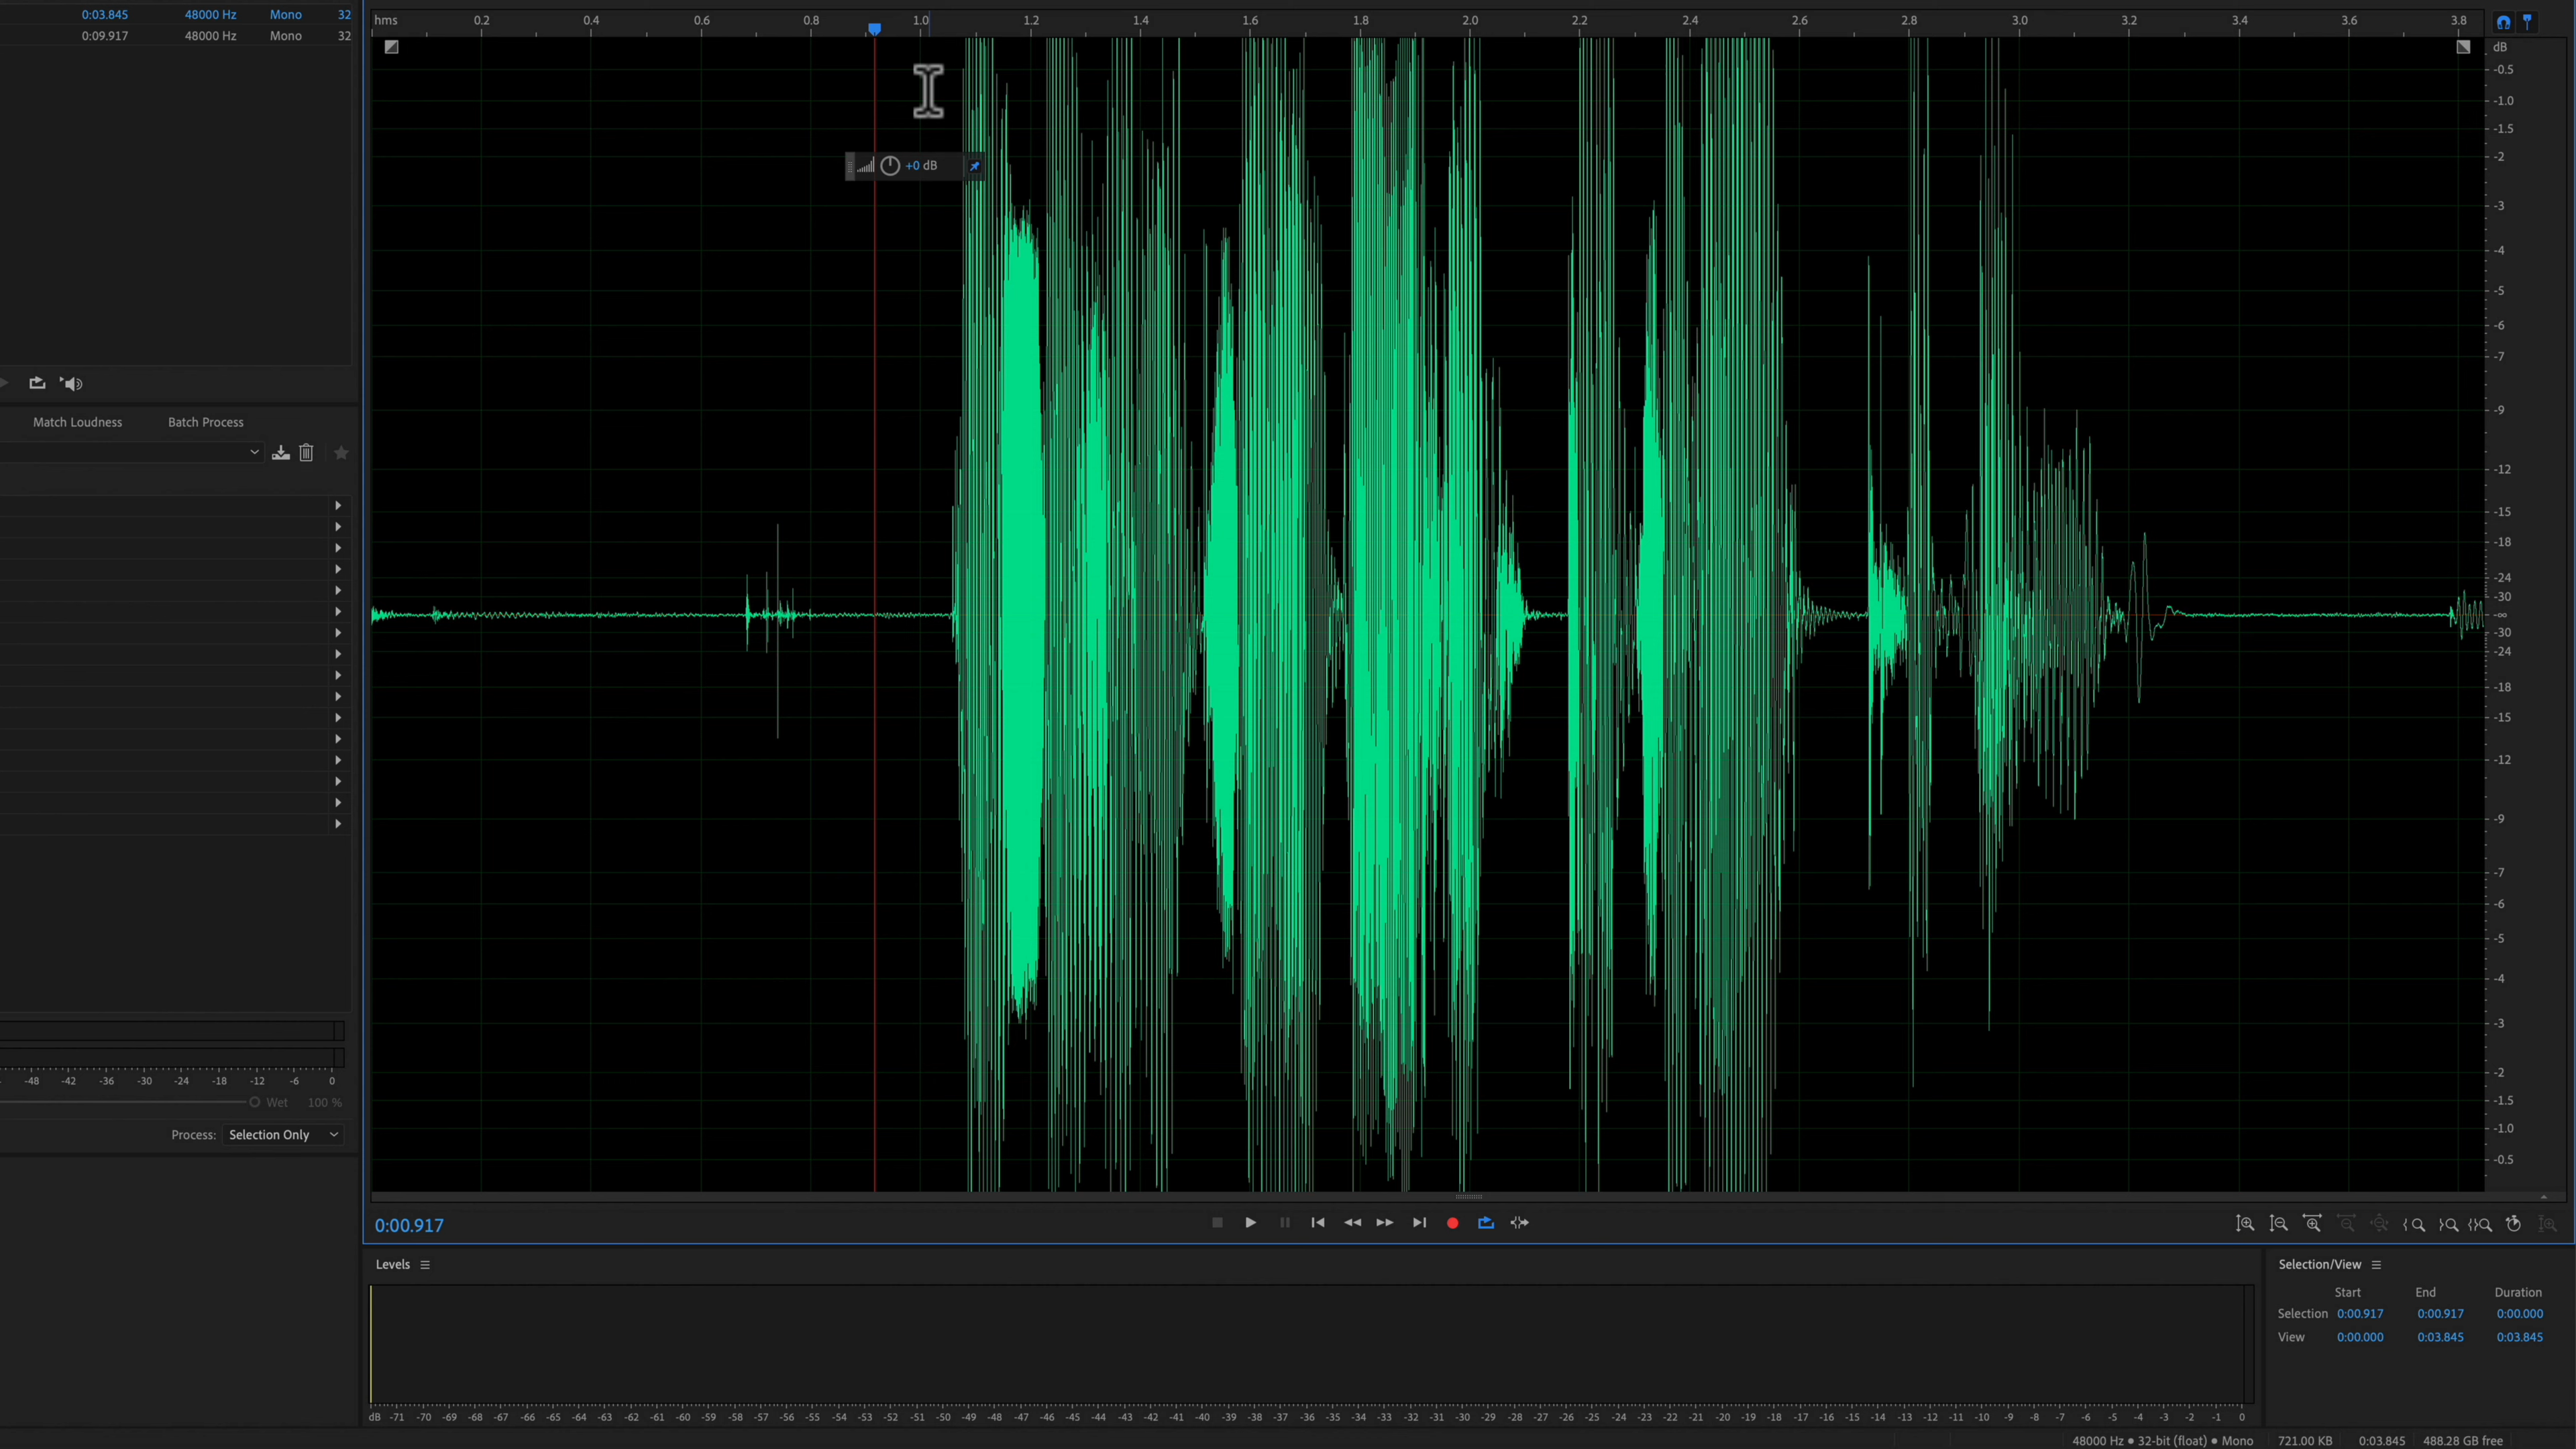 0:03.845 48000 Hz Mono 32
0:09.917 48000 Hz Mono 32
hms 0.2 0.4 0.6 0.8 1.0 1.2 1.4 1.6 1.8 2.0 2.2 2.4 2.6 2.8 3.0 3.2 3.4 3.6 3.8
dB
-0.5
-1.0
-1.5
-2
-3
-4
-5
-6
-7
-9
-12
-15
-18
-24
-30
-∞
-30
-24
-18
-15
-12
-9
-7
-6
-5
-4
-3
-2
-1.5
-1.0
-0.5
+0 dB
Match Loudness Batch Process
-48 -42 -36 -30 -24 -18 -12 -6 0
Wet 100 %
Process: Selection Only
0:00.917
Levels
dB -71 -70 -69 -68 -67 -66 -65 -64 -63 -62 -61 -60 -59 -58 -57 -56 -55 -54 -53 -52 -51 -50 -49 -48 -47 -46 -45 -44 -43 -42 -41 -40 -39 -38 -37 -36 -35 -34 -33 -32 -31 -30 -29 -28 -27 -26 -25 -24 -23 -22 -21 -20 -19 -18 -17 -16 -15 -14 -13 -12 -11 -10 -9 -8 -7 -6 -5 -4 -3 -2 -1 0
Selection/View
Start End Duration
Selection 0:00.917 0:00.917 0:00.000
View 0:00.000 0:03.845 0:03.845
48000 Hz • 32-bit (float) • Mono 721.00 KB 0:03.845 488.28 GB free